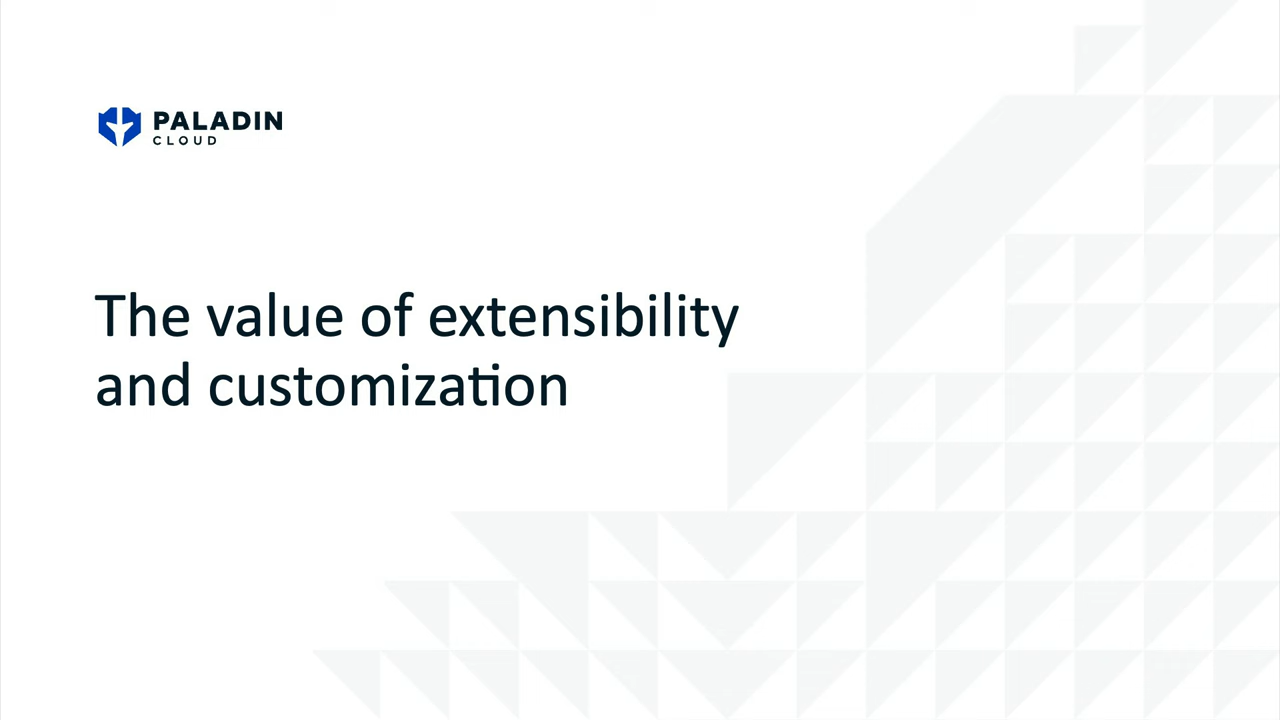 PALADIN
CLOUD
The value of extensibility
and customization